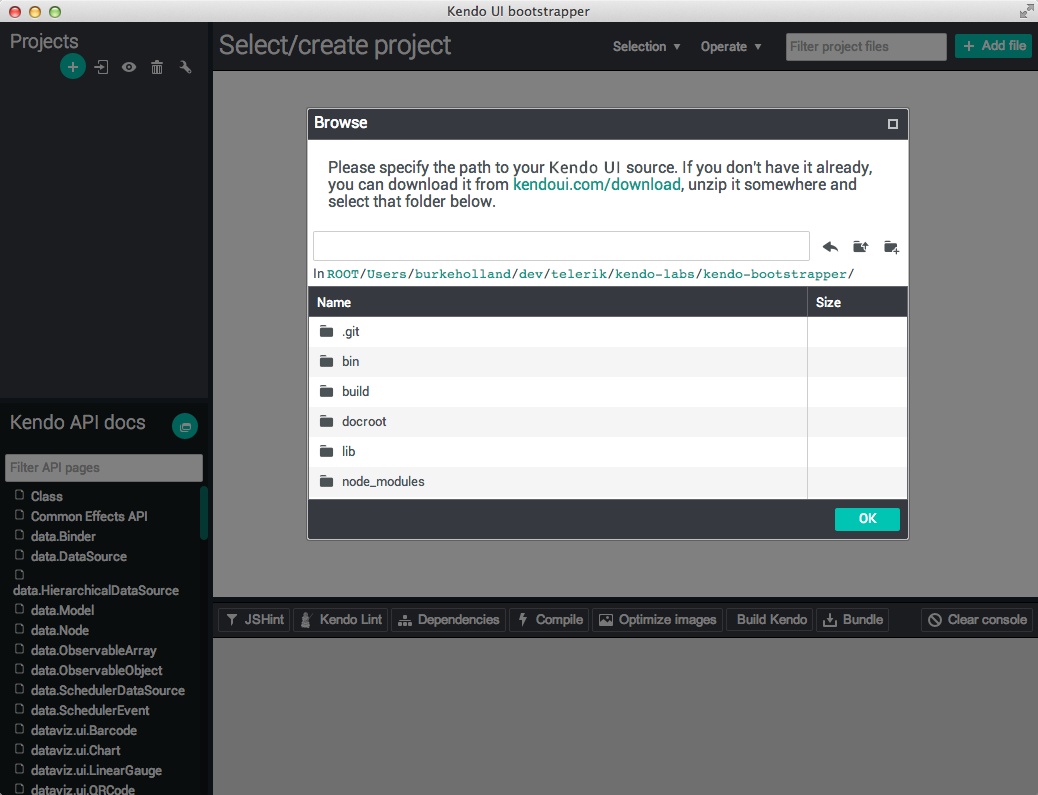 Kendo UI bootstrapper
Projects
Select/create project
Selection
Operate
Filter project files
+ Add file
Browse
Please specify the path to your Kendo UI source. If you don't have it already,
you can download it from kendoui.com/download, unzip it somewhere and
select that folder below.
In ROOT/Users/burkeholland/dev/telerik/kendo-labs/kendo-bootstrapper/
Name
Size
.git
bin
build
docroot
lib
node_modules
OK
Kendo API docs
Filter API pages
Class
Common Effects API
data.Binder
data.DataSource
data.HierarchicalDataSource
data.Model
data.Node
data.ObservableArray
data.ObservableObject
data.SchedulerDataSource
data.SchedulerEvent
dataviz.ui.Barcode
dataviz.ui.Chart
dataviz.ui.LinearGauge
dataviz.ui.QRCode
JSHint
Kendo Lint
Dependencies
Compile
Optimize images
Build Kendo
Bundle
Clear console